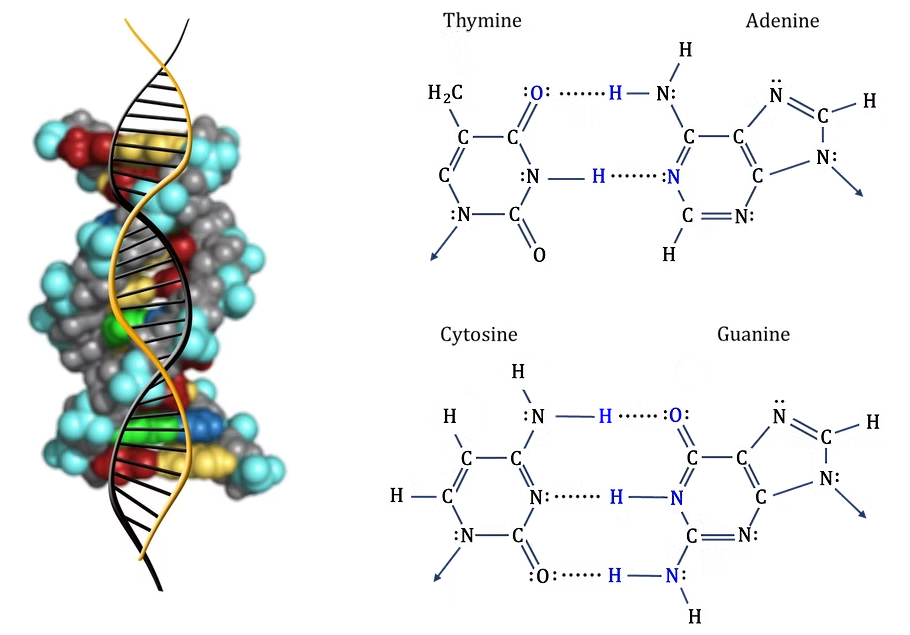 Thymine Adenine
H
H₂C :O: H N: N̈ H
C C C C C
C :N H :N C N:
:N C C N:
O H
Cytosine Guanine
H
H :N H :O: N̈ H
C C C C C
H C N: H N C N:
:N C C N:
:O: H N:
H